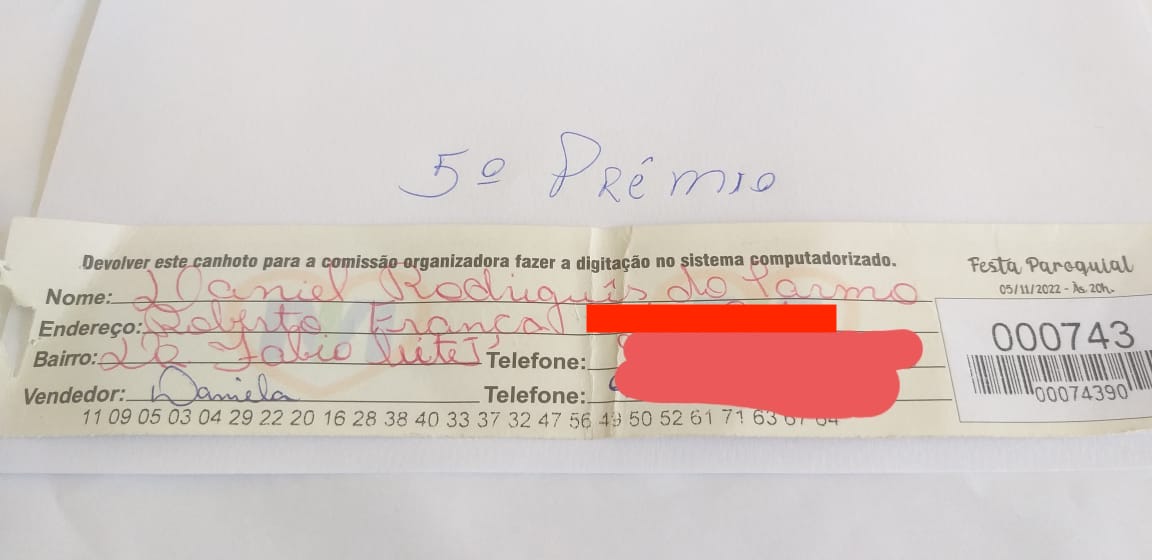 5º Prêmio
Devolver este canhoto para a comissão organizadora fazer a digitação no sistema computadorizado.
Nome: Daniel Rodrigues do Carmo
Endereço: Roberto França
Bairro: Fabio Telefone:
Vendedor: Daniela Telefone:
11 09 05 03 04 29 22 20 16 28 38 40 33 37 32 47 56 49 50 52 61 71 63
Festa Paroquial
05/11/2022 - Às 20h.
000743
00074390